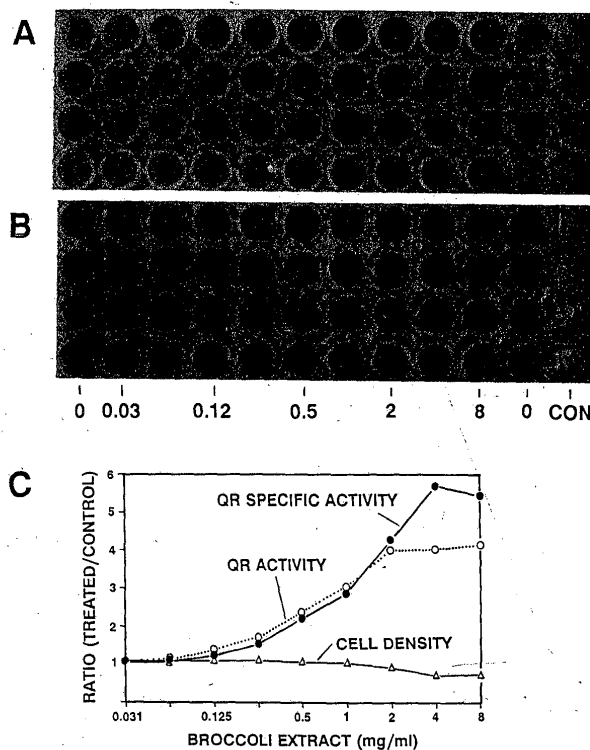 A
B
0 0.03 0.12 0.5 2 8 0 CON
C
6
5
4
3
2
1
RATIO (TREATED/CONTROL)
QR SPECIFIC ACTIVITY
QR ACTIVITY
CELL DENSITY
0.031 0.125 0.5 1 2 4 8
BROCCOLI EXTRACT (mg/ml)